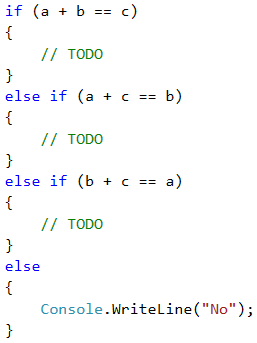 if (a + b == c)
{
    // TODO
}
else if (a + c == b)
{
    // TODO
}
else if (b + c == a)
{
    // TODO
}
else
{
    Console.WriteLine("No");
}